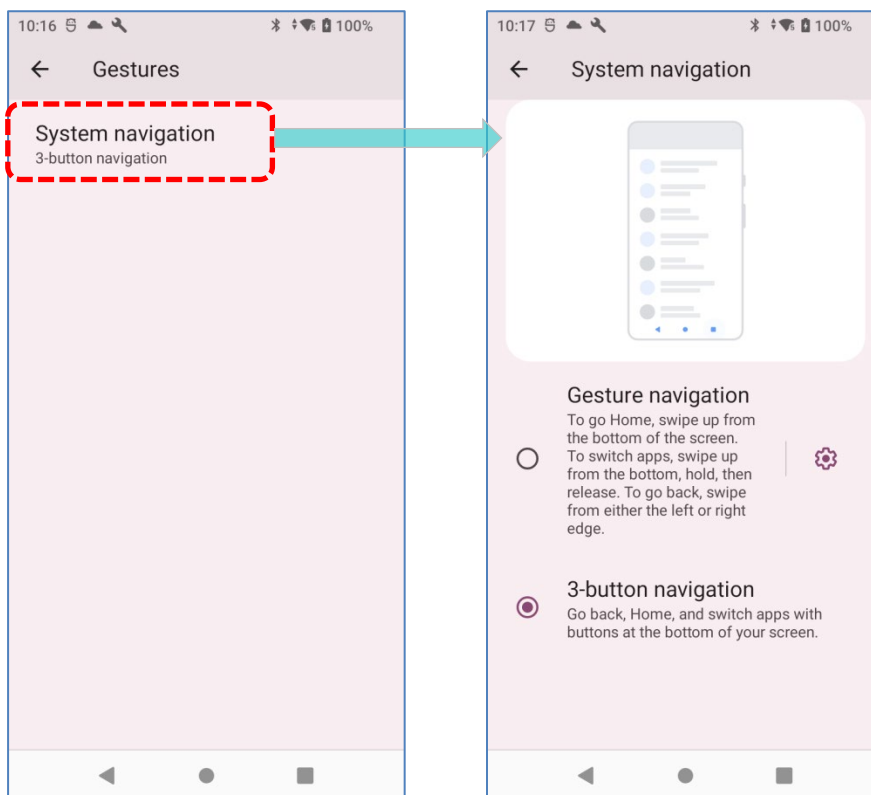 10:16
100%
Gestures
System navigation
3-button navigation
10:17
100%
System navigation
Gesture navigation
To go Home, swipe up from
the bottom of the screen.
To switch apps, swipe up
from the bottom, hold, then
release. To go back, swipe
from either the left or right
edge.
3-button navigation
Go back, Home, and switch apps with
buttons at the bottom of your screen.